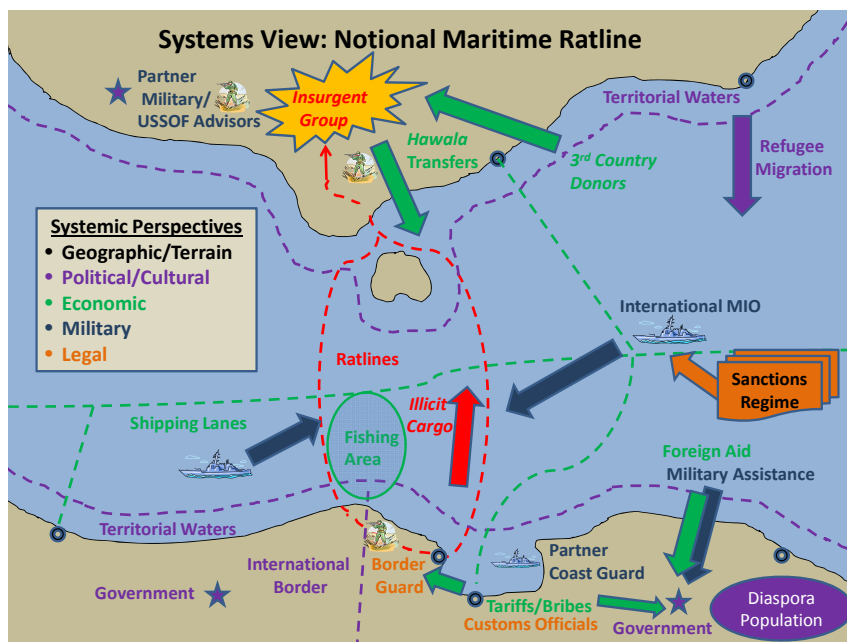 Systems View: Notional Maritime Ratline
Partner
Military/
USSOF Advisors
Insurgent
Group
Hawala
Transfers
3rd Country
Donors
Territorial Waters
Refugee
Migration
Systemic Perspectives
• Geographic/Terrain
• Political/Cultural
• Economic
• Military
• Legal
International MIO
Ratlines
Sanctions
Regime
Illicit
Cargo
Shipping Lanes
Fishing
Area
Foreign Aid
Military Assistance
Territorial Waters
International
Border
Border
Guard
Partner
Coast Guard
Government
Tariffs/Bribes
Customs Officials
Government
Diaspora
Population